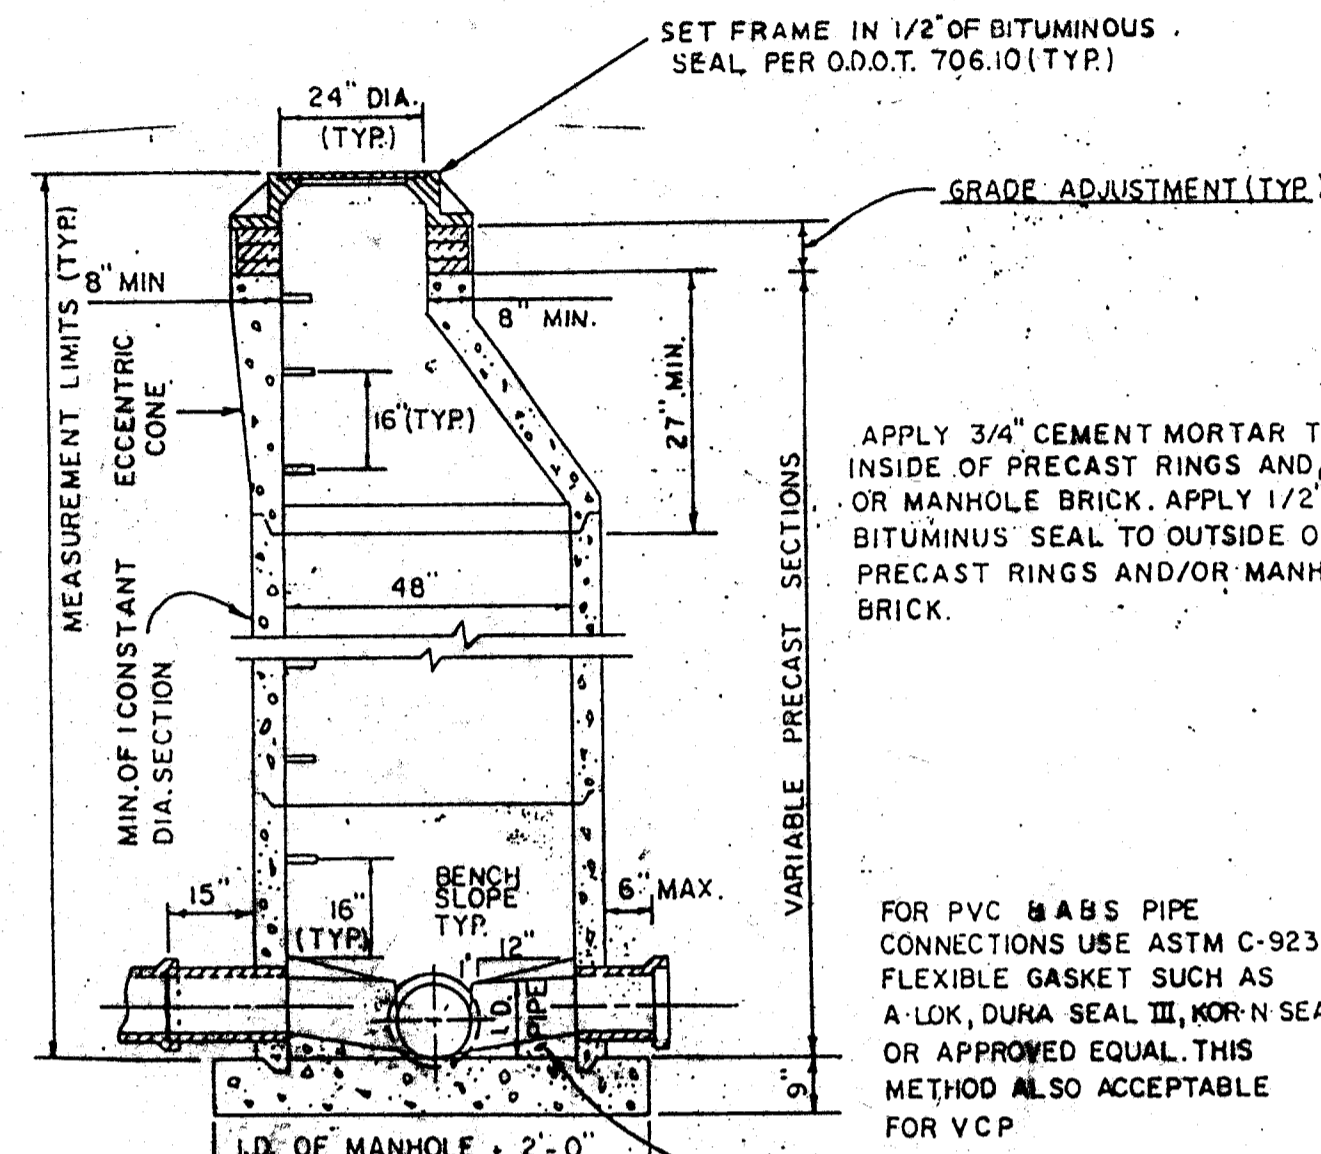 SET FRAME IN 1/2" OF BITUMINOUS
SEAL PER O.D.O.T. 706.10 (TYP.)
24" DIA.
(TYP.)
GRADE ADJUSTMENT (TYP.)
MEASUREMENT LIMITS (TYP.)
8" MIN
8" MIN.
ECCENTRIC
CONE
16" (TYP.)
27" MIN.
APPLY 3/4" CEMENT MORTAR
INSIDE OF PRECAST RINGS AND
OR MANHOLE BRICK. APPLY 1/2"
BITUMINUS SEAL TO OUTSIDE
PRECAST RINGS AND/OR
BRICK.
48"
MIN. OF 1 CONSTANT
DIA. SECTION
VARIABLE PRECAST SECTIONS
15"
16"
(TYP.)
BENCH
SLOPE
TYP.
1"
12"
6" MAX.
I.D.
PIPE
9"
FOR PVC & ABS PIPE
CONNECTIONS USE ASTM C-923
FLEXIBLE GASKET SUCH AS
A-LOK, DURA SEAL III, KOR-N-SEA
OR APPROVED EQUAL. THIS
METHOD ALSO ACCEPTABLE
FOR VCP
I.D. OF MANHOLE + 2'-0"